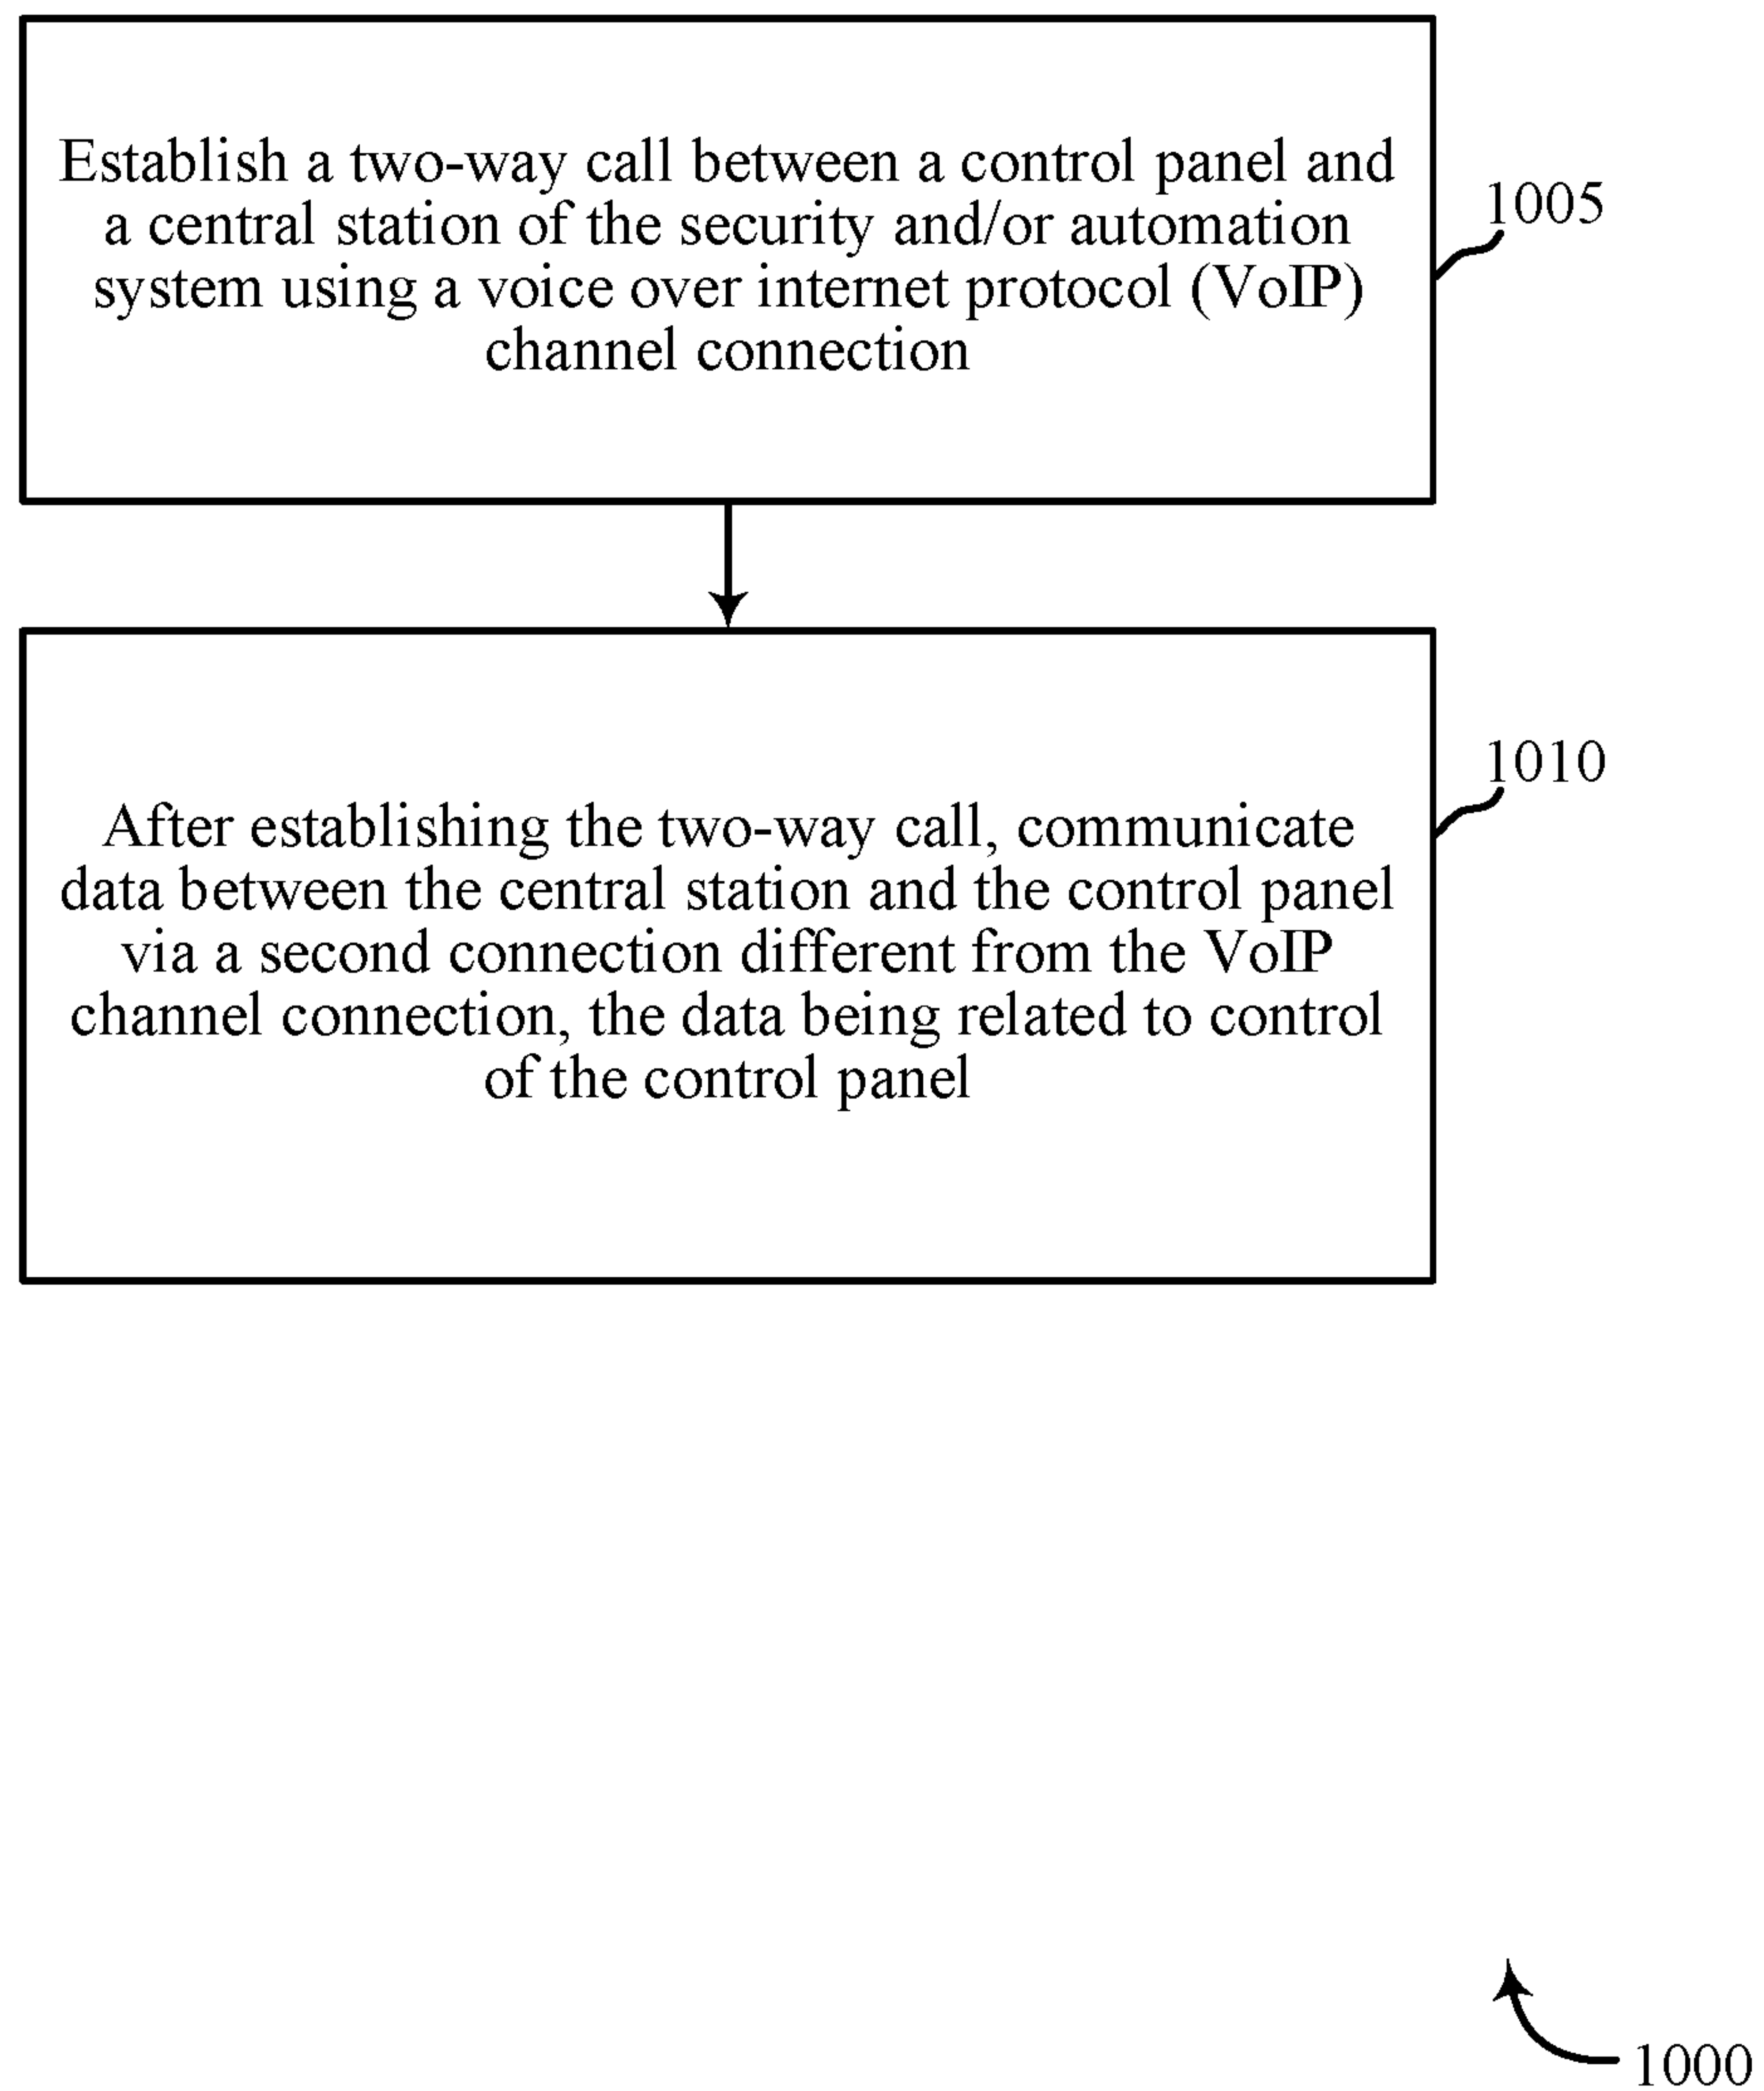 Establish a two-way call between a control panel and
a central station of the security and/or automation
system using a voice over internet protocol (VoIP)
channel connection
1005
After establishing the two-way call, communicate
data between the central station and the control panel
via a second connection different from the VoIP
channel connection, the data being related to control
of the control panel
1010
1000